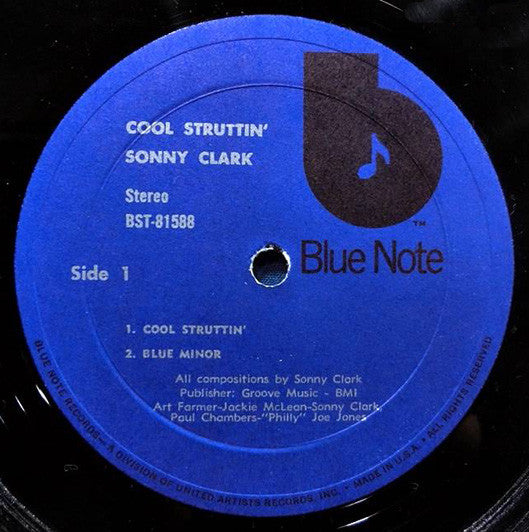 COOL STRUTTIN'
SONNY CLARK
Stereo
BST-81588
Side 1
b
TM
Blue Note
1. COOL STRUTTIN'
2. BLUE MINOR
All compositions by Sonny Clark
Publisher: Groove Music - BMI
Art Farmer-Jackie McLean-Sonny Clark,
Paul Chambers-"Philly" Joe Jones
BLUE NOTE RECORDS—A DIVISION OF UNITED ARTISTS RECORDS, INC. • MADE IN U.S.A. • ALL RIGHTS RESERVED